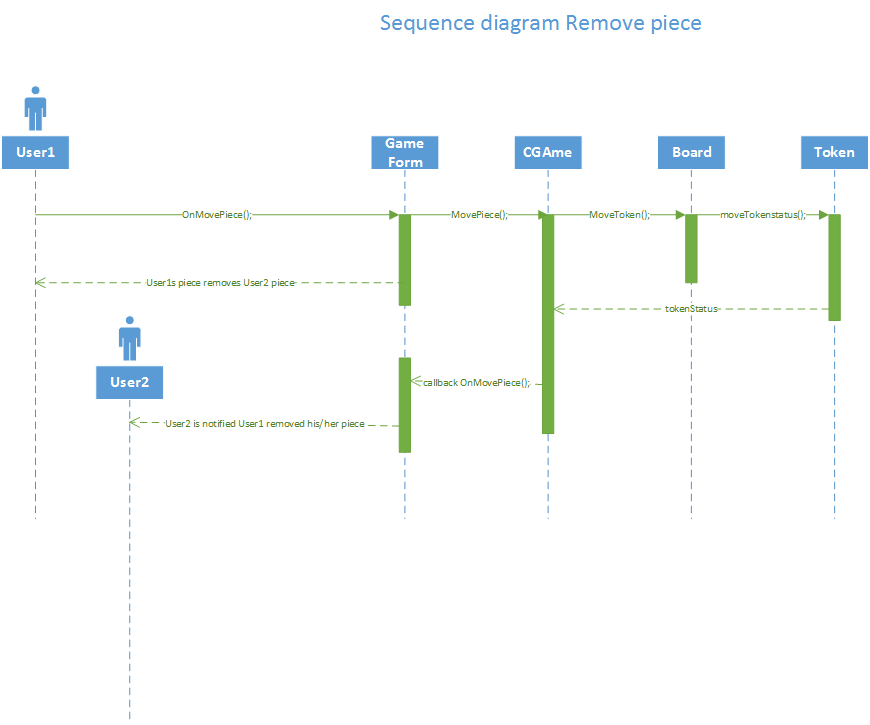 Sequence diagram Remove piece
User1
Game
Form
CGAme
Board
Token
OnMovePiece();
MovePiece();
MoveToken();
moveTokenstatus();
User1s piece removes User2 piece
tokenStatus
User2
callback OnMovePiece();
User2 is notified User1 removed his/her piece